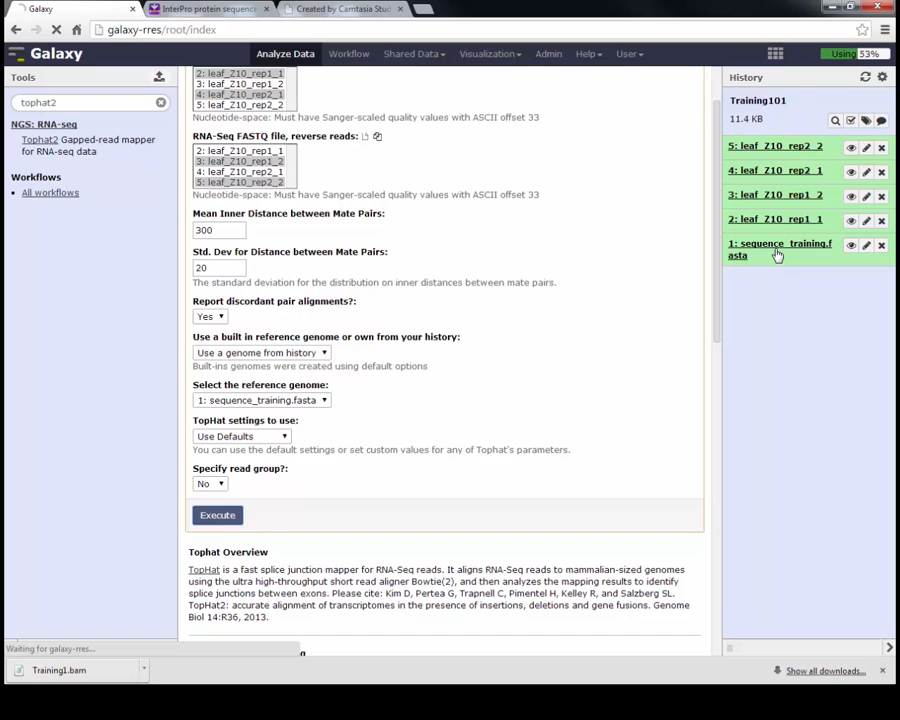 Galaxy
InterPro protein sequence
Created by Camtasia Stud
galaxy-rres/root/index
Galaxy
Analyze Data
Workflow
Shared Data
Visualization
Admin
Help
User
Using 53%
Tools
tophat2
NGS: RNA-seq
Tophat2 Gapped-read mapper
for RNA-seq data
Workflows
All workflows
2: leaf_Z10_rep1_1
3: leaf_Z10_rep1_2
4: leaf_Z10_rep2_1
5: leaf_Z10_rep2_2
Nucleotide-space: Must have Sanger-scaled quality values with ASCII offset 33
RNA-Seq FASTQ file, reverse reads:
2: leaf_Z10_rep1_1
3: leaf_Z10_rep1_2
4: leaf_Z10_rep2_1
5: leaf_Z10_rep2_2
Nucleotide-space: Must have Sanger-scaled quality values with ASCII offset 33
Mean Inner Distance between Mate Pairs:
300
Std. Dev for Distance between Mate Pairs:
20
The standard deviation for the distribution on inner distances between mate pairs.
Report discordant pair alignments?:
Yes
Use a built in reference genome or own from your history:
Use a genome from history
Built-ins genomes were created using default options
Select the reference genome:
1: sequence_training.fasta
TopHat settings to use:
Use Defaults
You can use the default settings or set custom values for any of Tophat's parameters.
Specify read group?:
No
Execute
Tophat Overview
TopHat is a fast splice junction mapper for RNA-Seq reads. It aligns RNA-Seq reads to mammalian-sized genomes
using the ultra high-throughput short read aligner Bowtie(2), and then analyzes the mapping results to identify
splice junctions between exons. Please cite: Kim D, Pertea G, Trapnell C, Pimentel H, Kelley R, and Salzberg SL.
TopHat2: accurate alignment of transcriptomes in the presence of insertions, deletions and gene fusions. Genome
Biol 14:R36, 2013.
History
Training101
11.4 KB
5: leaf_Z10_rep2_2
4: leaf_Z10_rep2_1
3: leaf_Z10_rep1_2
2: leaf_Z10_rep1_1
1: sequence_training.f
asta
Waiting for galaxy-rres...
Training1.bam
Show all downloads...